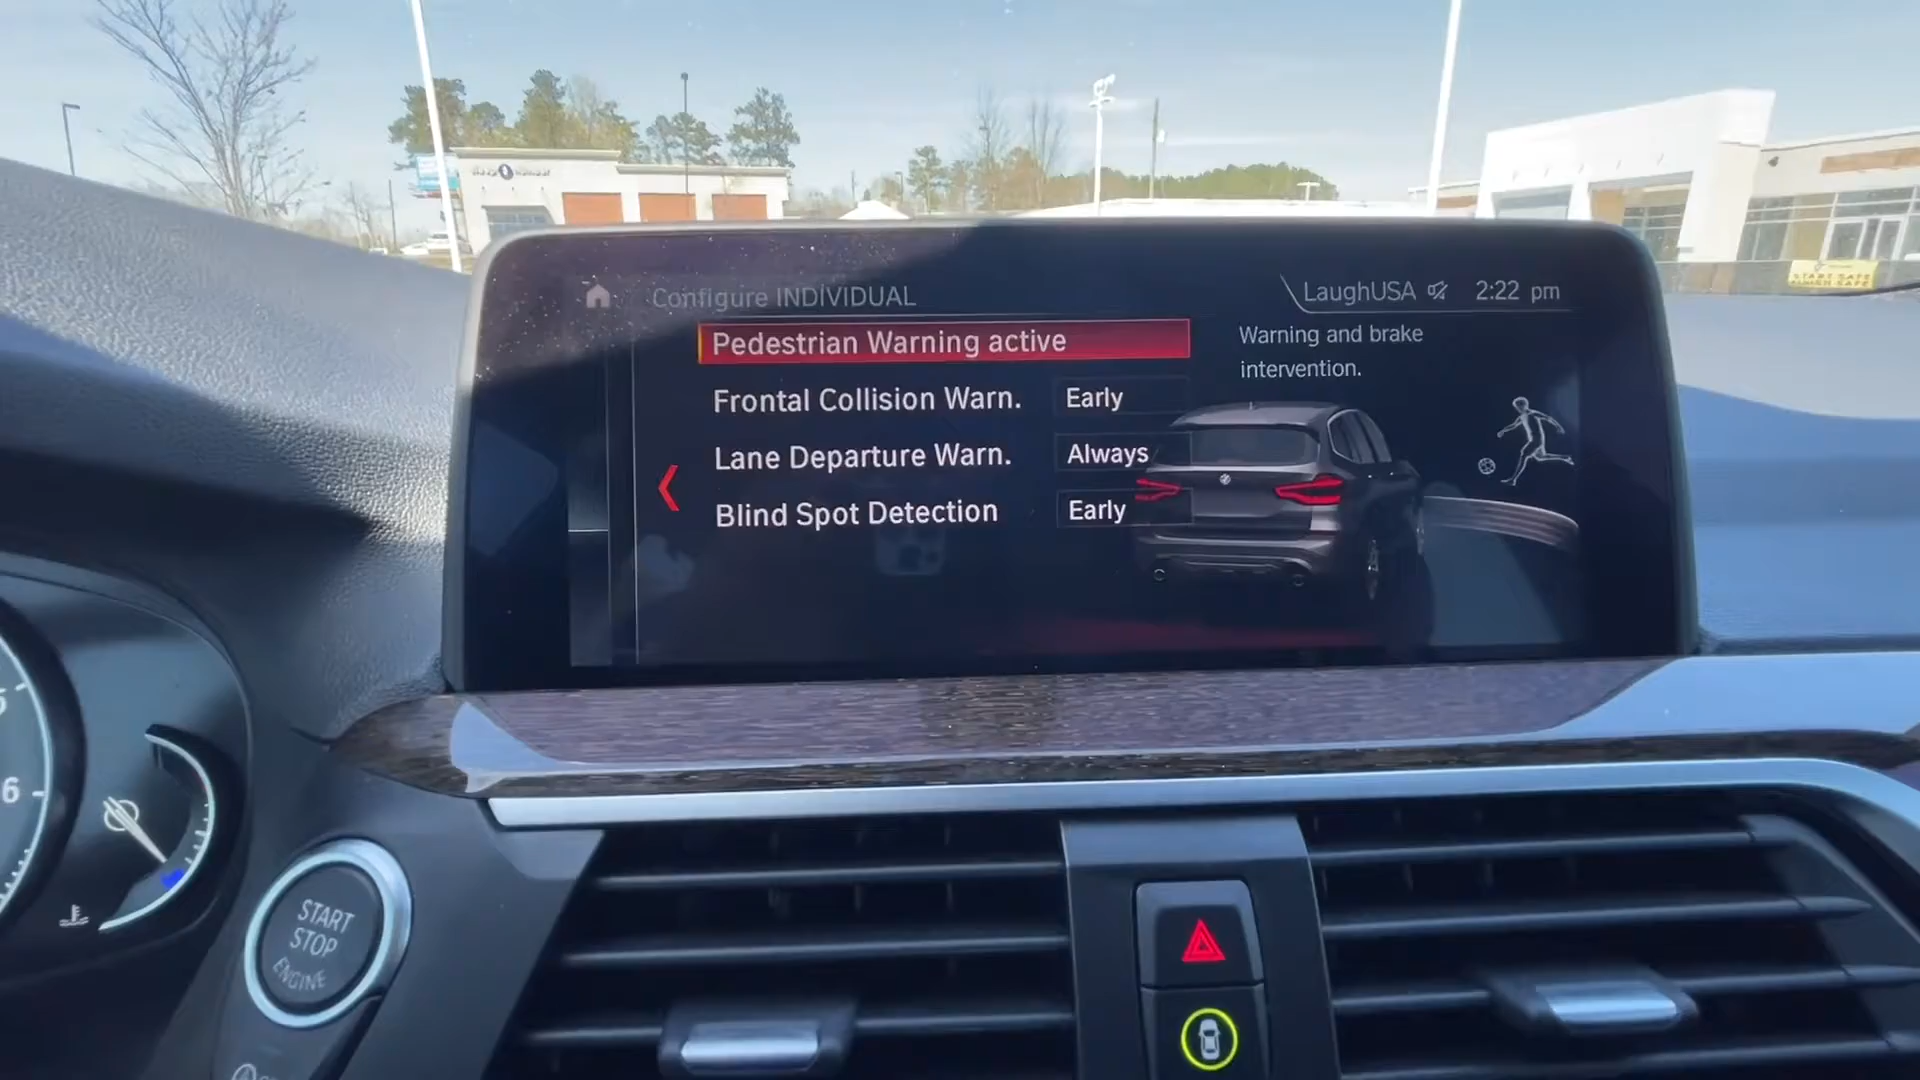 Configure INDIVIDUAL
LaughUSA 2:22 pm
Pedestrian Warning active
Warning and brake
intervention.
Frontal Collision Warn. Early
Lane Departure Warn. Always
Blind Spot Detection Early
5
6
START
STOP
ENGINE